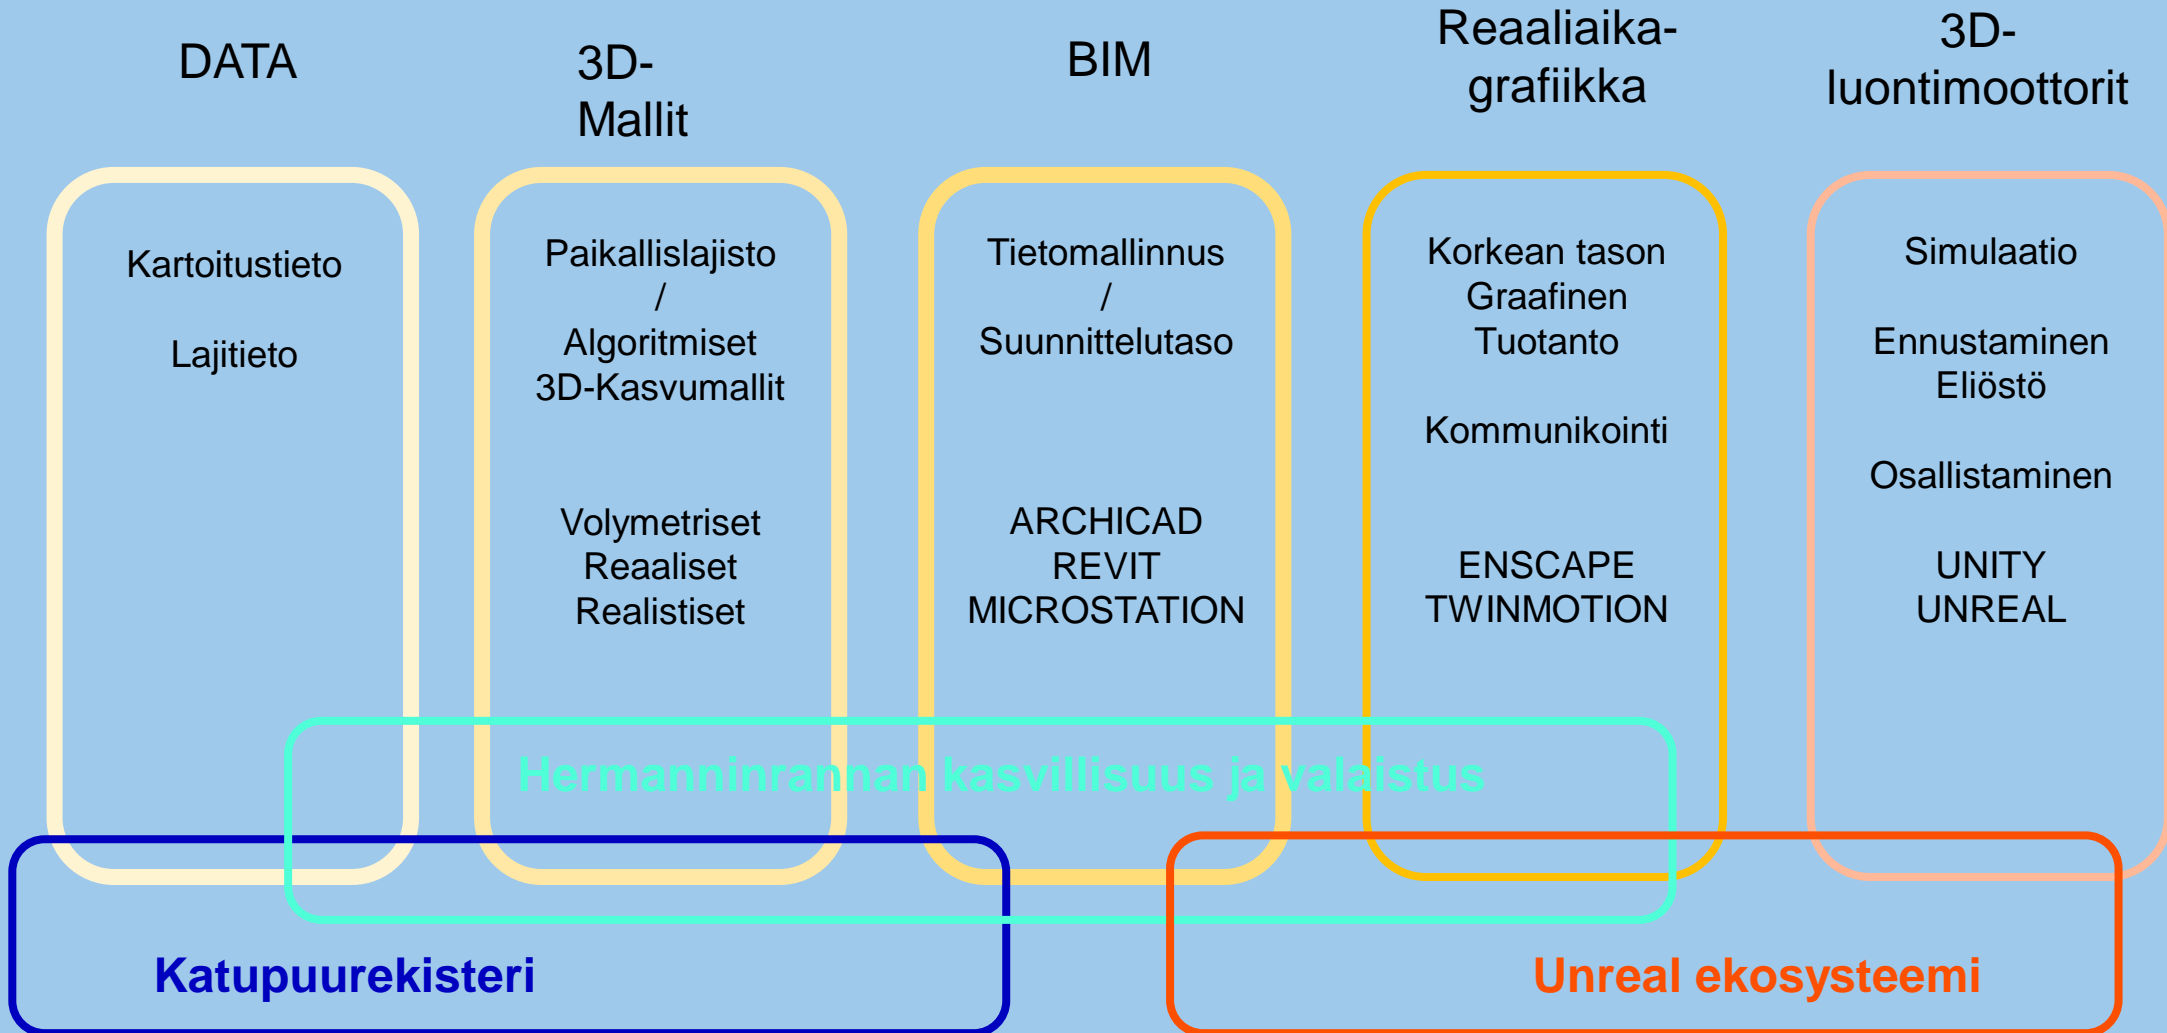 DATA
3D-
Mallit
BIM
Reaaliaika-
grafiikka
3D-
luontimoottorit
Kartoitustieto
Lajitieto
Paikallislajisto
/
Algoritmiset
3D-Kasvumallit
Volymetriset
Reaaliset
Realistiset
Tietomallinnus
/
Suunnittelutaso
ARCHICAD
REVIT
MICROSTATION
Korkean tason
Graafinen
Tuotanto
Kommunikointi
ENSCAPE
TWINMOTION
Simulaatio
Ennustaminen
Eliöstö
Osallistaminen
UNITY
UNREAL
Hermanninrannan kasvillisuus ja valaistus
Katupuurekisteri
Unreal ekosysteemi